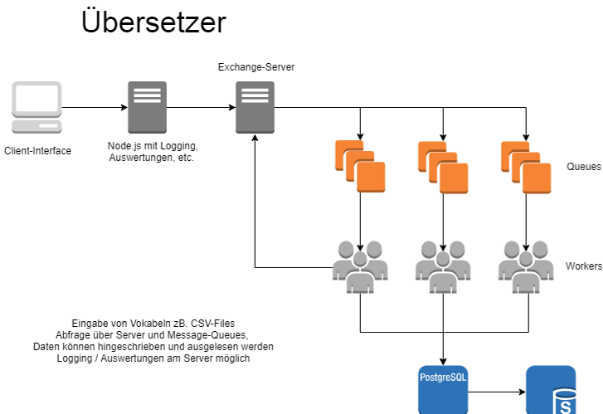 Übersetzer
Exchange-Server
Client-Interface
Node.js mit Logging,
Auswertungen, etc.
Queues
Workers
Eingabe von Vokabeln zB. CSV-Files
Abfrage über Server und Message-Queues,
Daten können hingeschrieben und ausgelesen werden
Logging / Auswertungen am Server möglich
PostgreSQL
S